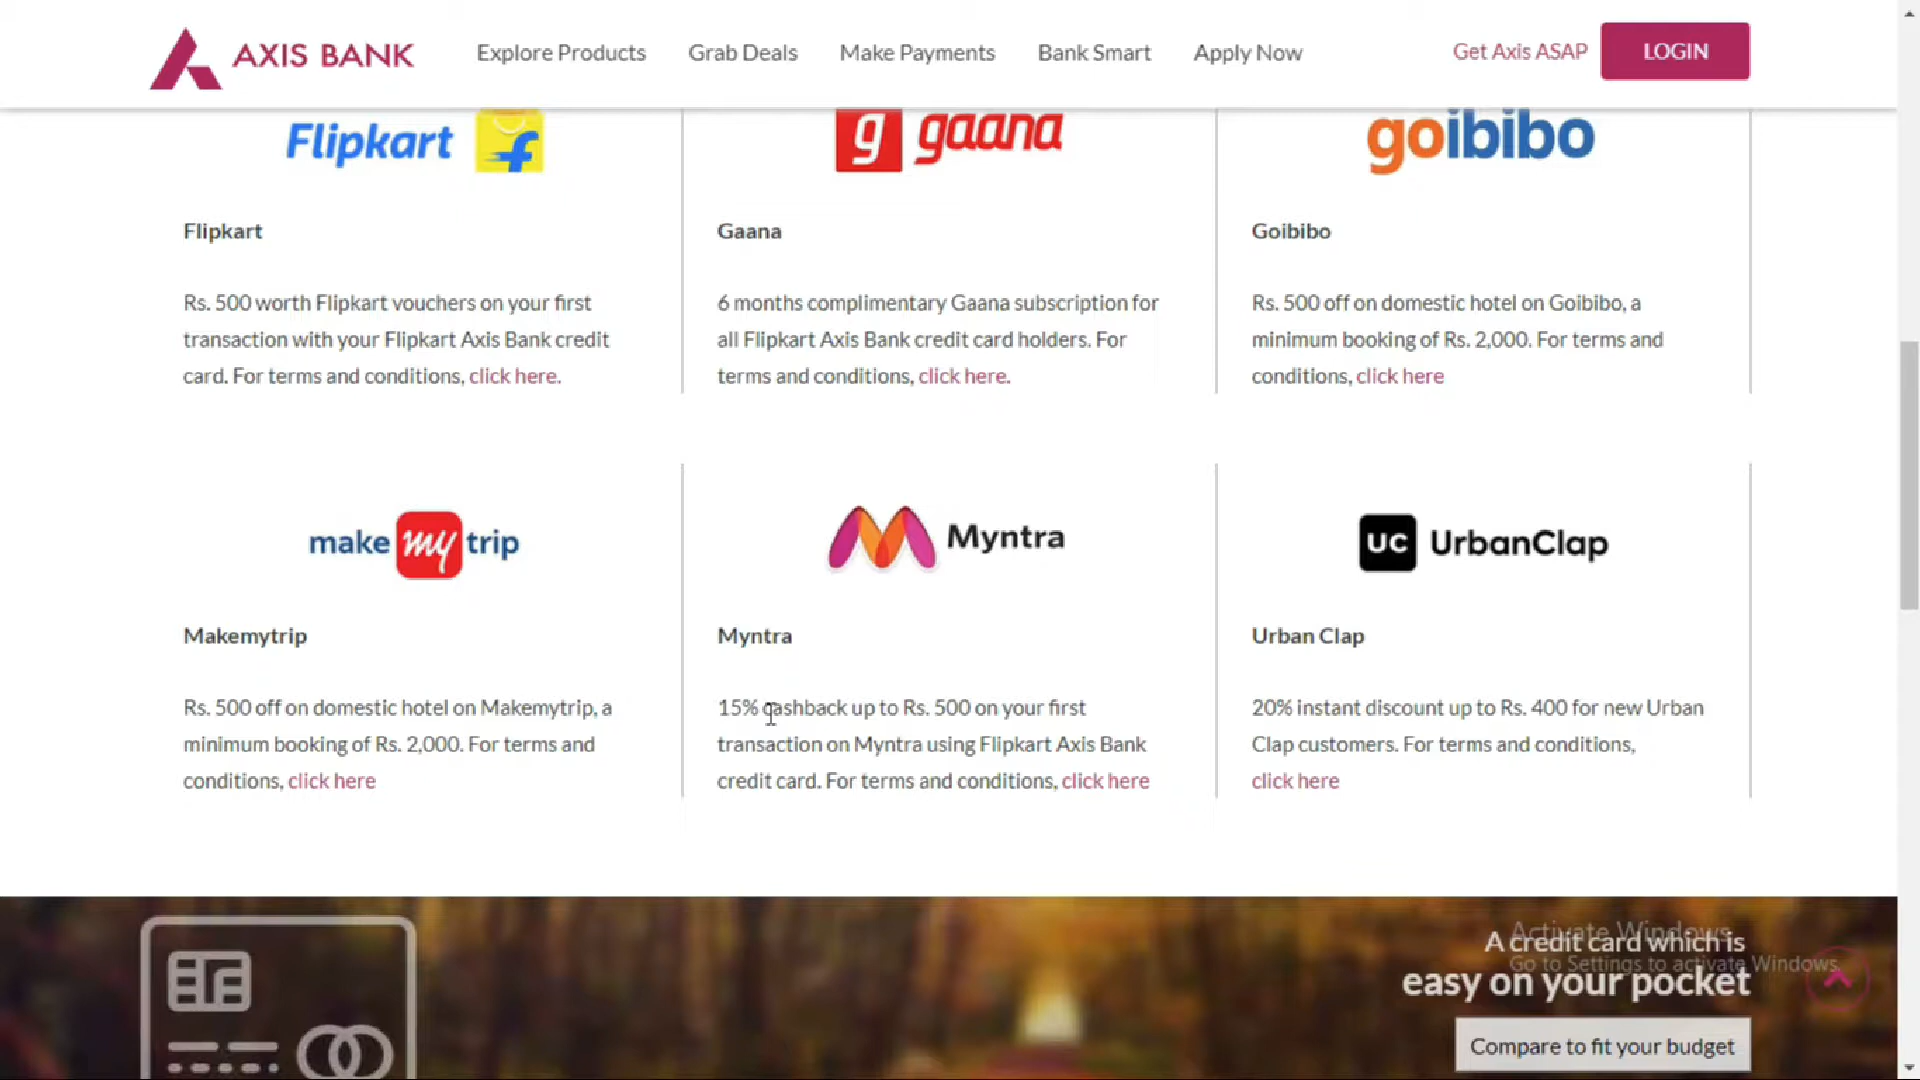 AXIS BANK
Explore Products
Grab Deals
Make Payments
Bank Smart
Apply Now
Get Axis ASAP
LOGIN
Flipkart f
g gaana
goibibo
Flipkart
Rs. 500 worth Flipkart vouchers on your first
transaction with your Flipkart Axis Bank credit
card. For terms and conditions, click here.
Gaana
6 months complimentary Gaana subscription for
all Flipkart Axis Bank credit card holders. For
terms and conditions, click here.
Goibibo
Rs. 500 off on domestic hotel on Goibibo, a
minimum booking of Rs. 2,000. For terms and
conditions, click here
make my trip
Myntra
UC UrbanClap
Makemytrip
Rs. 500 off on domestic hotel on Makemytrip, a
minimum booking of Rs. 2,000. For terms and
conditions, click here
Myntra
15% cashback up to Rs. 500 on your first
transaction on Myntra using Flipkart Axis Bank
credit card. For terms and conditions, click here
Urban Clap
20% instant discount up to Rs. 400 for new Urban
Clap customers. For terms and conditions,
click here
Activate Windows
A credit card which is
Go to Settings to activate Windows.
easy on your pocket
Compare to fit your budget